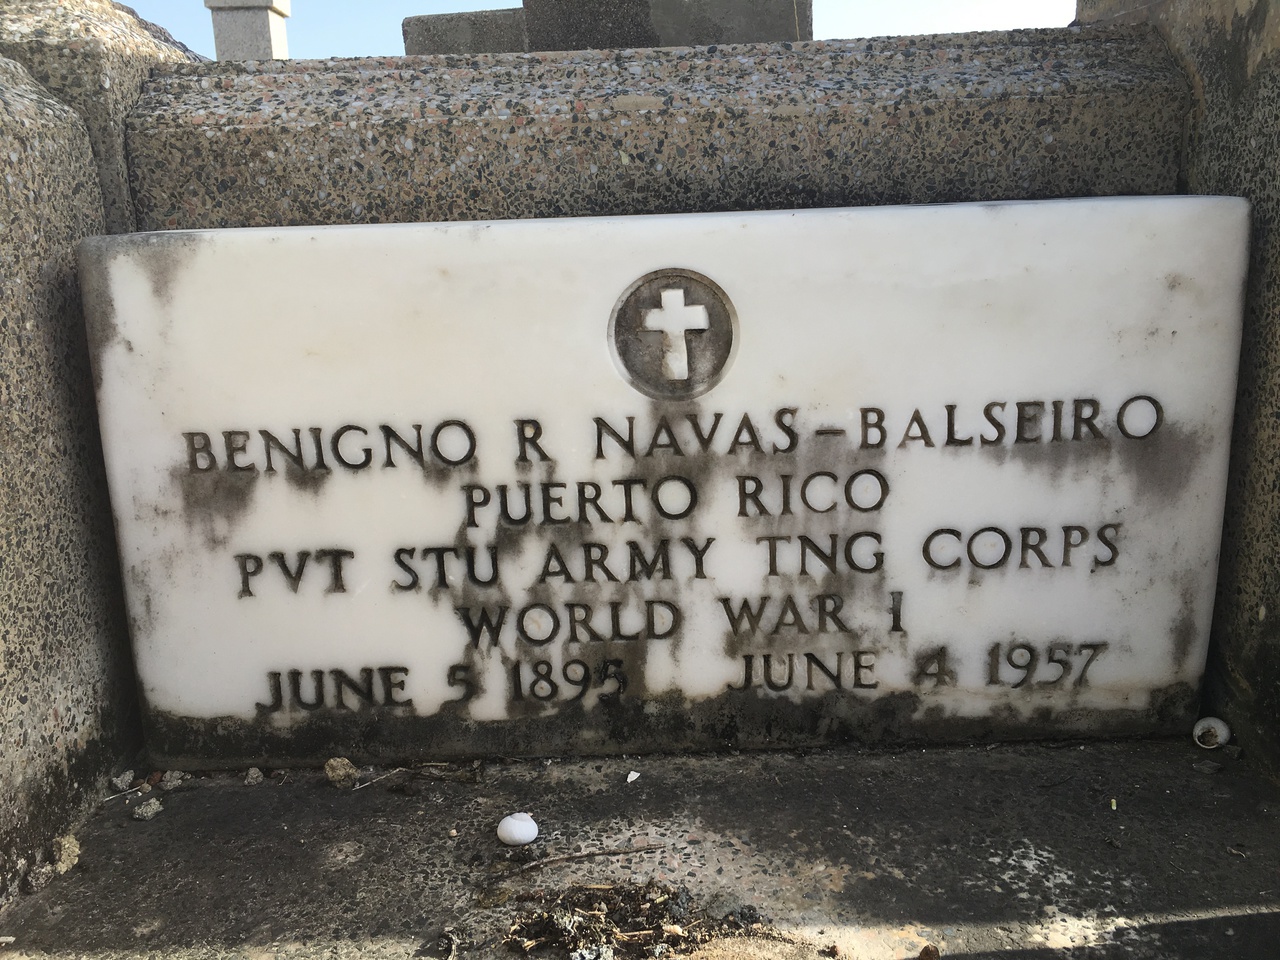 BENIGNO R NAVAS-BALSEIRO
PUERTO RICO
PVT STU ARMY TNG CORPS
WORLD WAR I
JUNE 5 1895 JUNE 4 1957